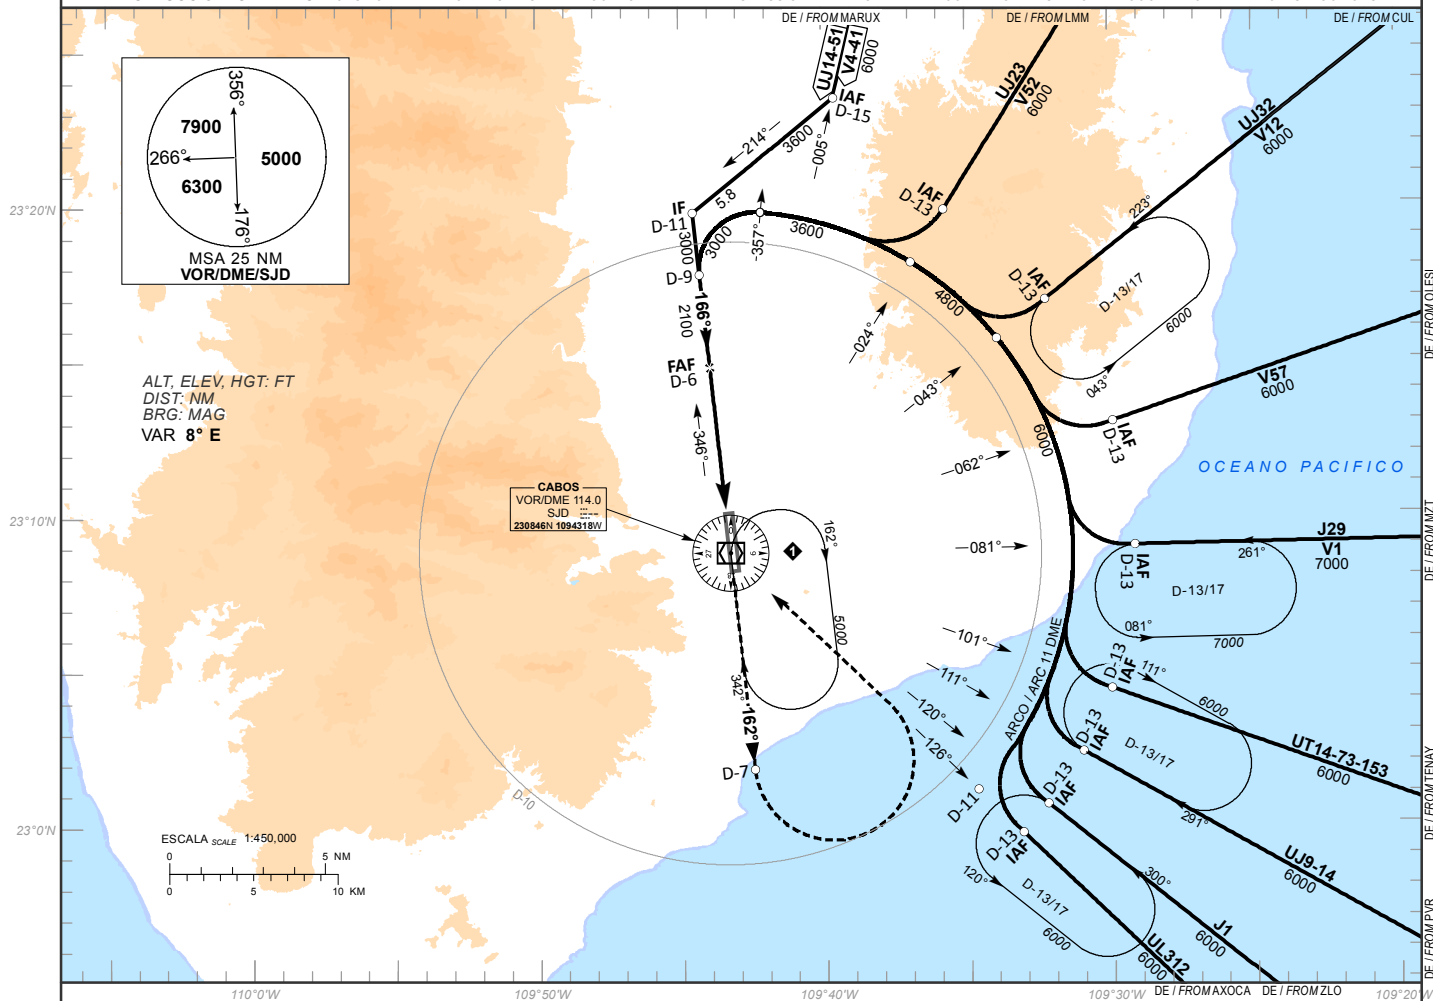 DE / FROM MARUX
DE / FROM LMM
DE / FROM CUL
356°
7900
266°
5000
6300
176°
MSA 25 NM
VOR/DME/SJD
UJ14-51
V4-41
6000
IAF
D-15
214°
3600
005°
5.8
IF
D-11
3000
3000
D-9
357°
3600
166°
2100
FAF
D-6
346°
UJ23
V52
6000
IAF
D-13
UJ32
V12
6000
223°
IAF
D-13
D-13/17
6000
043°
4800
024°
043°
V57
6000
IAF
D-13
6000
062°
OCEANO PACIFICO
23°20'N
23°10'N
23°0'N
ALT, ELEV, HGT: FT
DIST: NM
BRG: MAG
VAR 8° E
CABOS
VOR/DME 114.0
SJD
230846N 1094318W
27
9
1
162°
5000
342°
162°
D-7
081°
J29
V1
7000
261°
IAF
D-13
D-13/17
081°
7000
101°
111°
120°
126°
ARCO / ARC 11 DME
D-11
D-10
D-13
IAF
111°
6000
UT14-73-153
6000
D-13
IAF
D-13/17
291°
UJ9-14
6000
D-13
IAF
300°
J1
6000
D-13
IAF
120°
D-13/17
6000
UL312
6000
ESCALA SCALE 1:450,000
0 5 NM
0 5 10 KM
DE / FROM OLESI
DE / FROM MZT
DE / FROM TENAY
DE / FROM PVR
DE / FROM AXOCA
DE / FROM ZLO
110°0'W
109°50'W
109°40'W
109°30'W
109°20'W